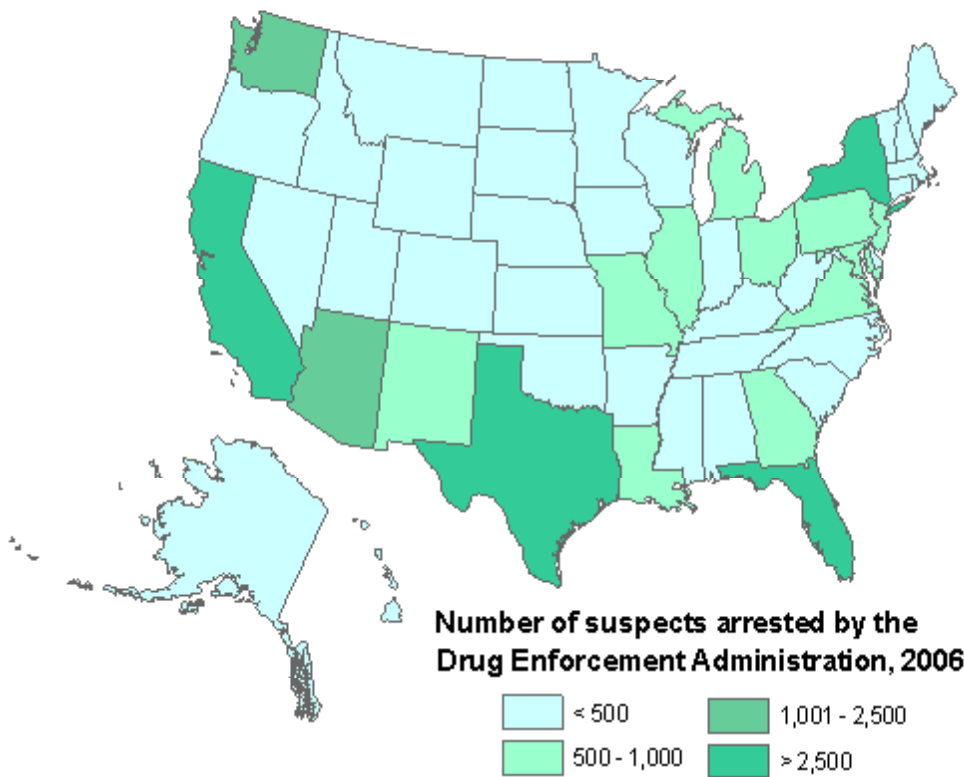 Number of suspects arrested by the
Drug Enforcement Administration, 2006
< 500
1,001 - 2,500
500 - 1,000
> 2,500